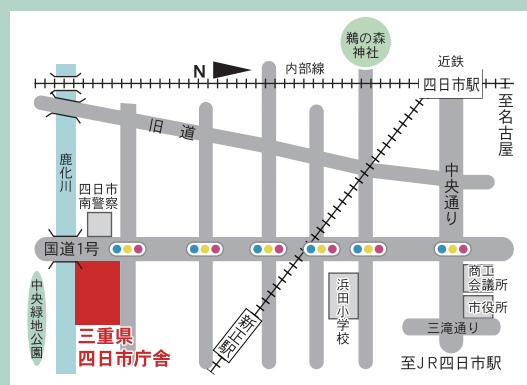 鵜の森
神社
N
内部線
近鉄
四日市駅
至名古屋
旧道
鹿化川
四日市
南警察
中央通り
国道1号
中央緑地公園
三重県
四日市庁舎
新正駅
浜田小学校
商工
会議所
市役所
三滝通り
至JR四日市駅